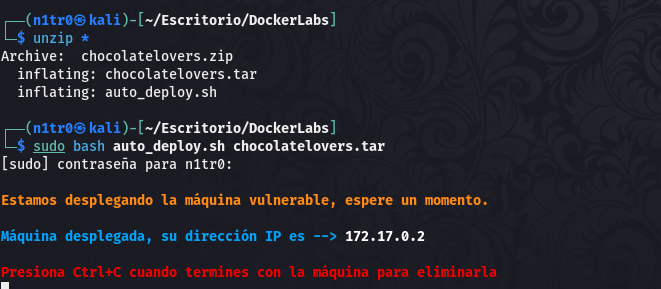 (n1tr0㉿kali)-[~/Escritorio/DockerLabs]
$ unzip *
Archive:  chocolatelovers.zip
  inflating: chocolatelovers.tar
  inflating: auto_deploy.sh
(n1tr0㉿kali)-[~/Escritorio/DockerLabs]
$ sudo bash auto_deploy.sh chocolatelovers.tar
[sudo] contraseña para n1tr0:
Estamos desplegando la máquina vulnerable, espere un momento.
Máquina desplegada, su dirección IP es --> 172.17.0.2
Presiona Ctrl+C cuando termines con la máquina para eliminarla